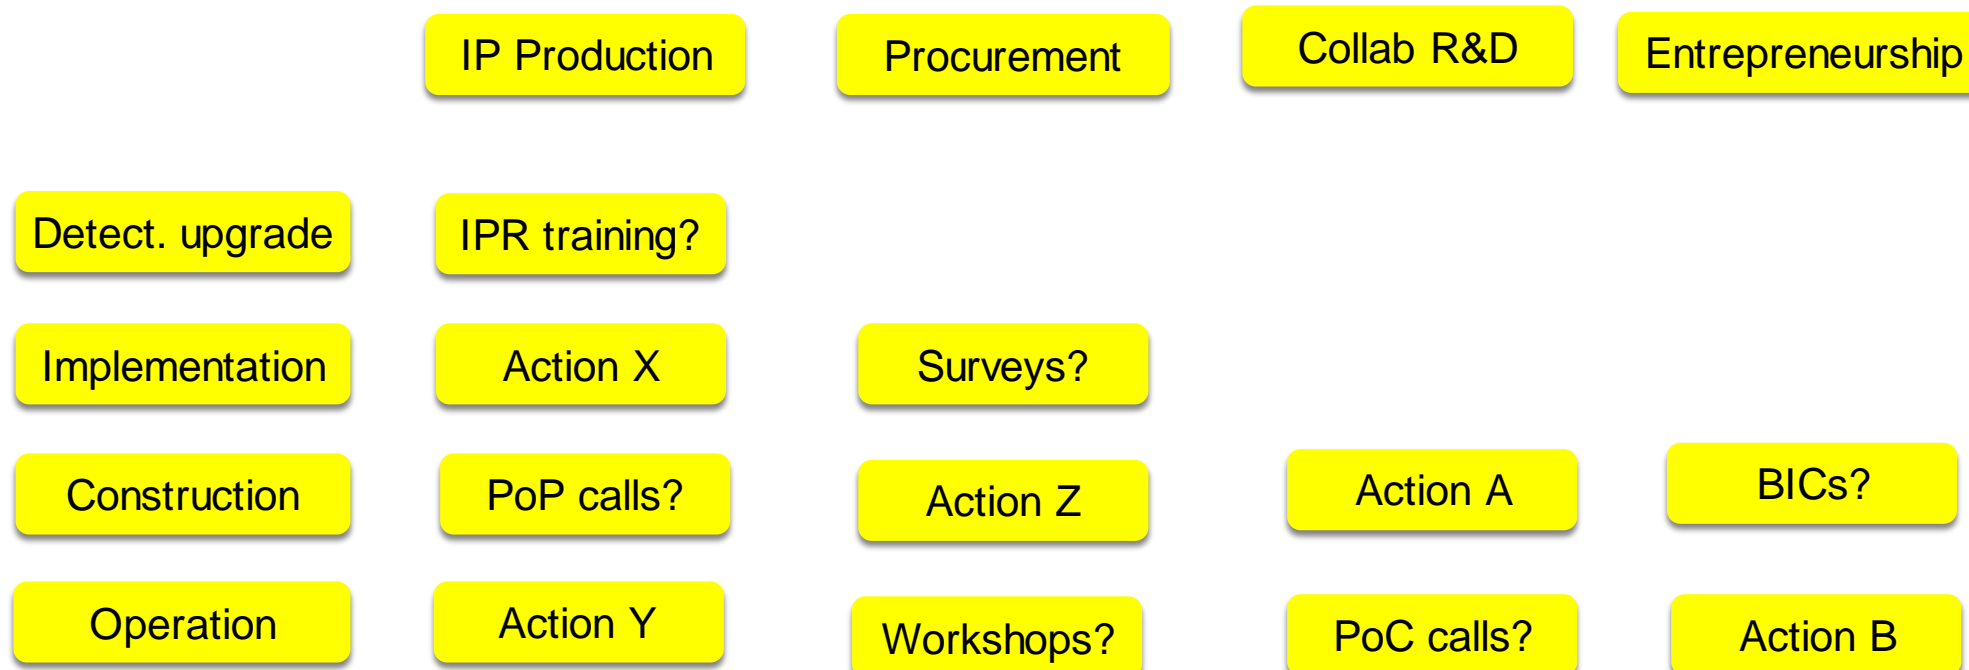 IP Production
Procurement
Collab R&D
Entrepreneurship
Detect. upgrade
IPR training?
Implementation
Action X
Surveys?
Construction
PoP calls?
Action Z
Action A
BICs?
Operation
Action Y
Workshops?
PoC calls?
Action B